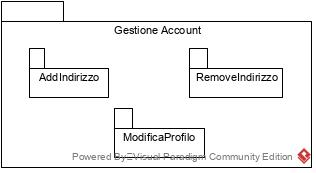 Gestione Account
AddIndirizzo
RemoveIndirizzo
ModificaProfilo
Powered By Visual Paradigm Community Edition